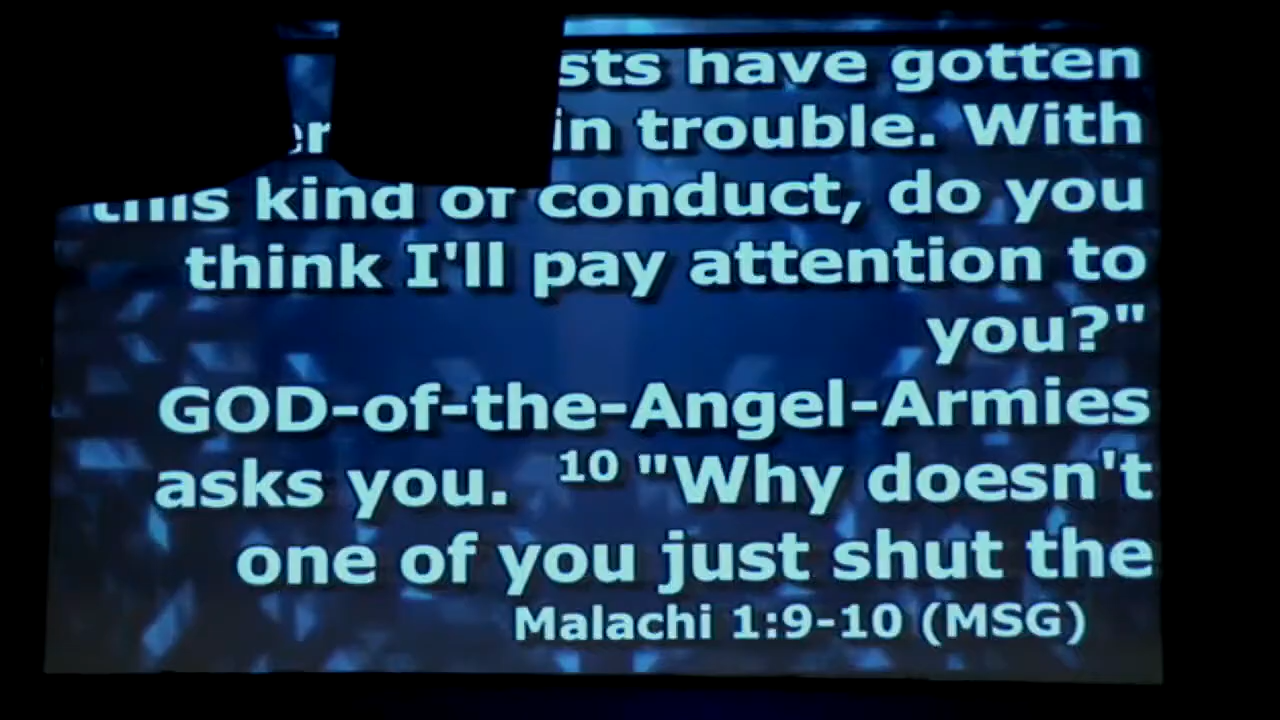 have gotten
in trouble. With
this kind of conduct, do you
think I'll pay attention to
you?"
GOD-of-the-Angel-Armies
asks you. 10 "Why doesn't
one of you just shut the
Malachi 1:9-10 (MSG)